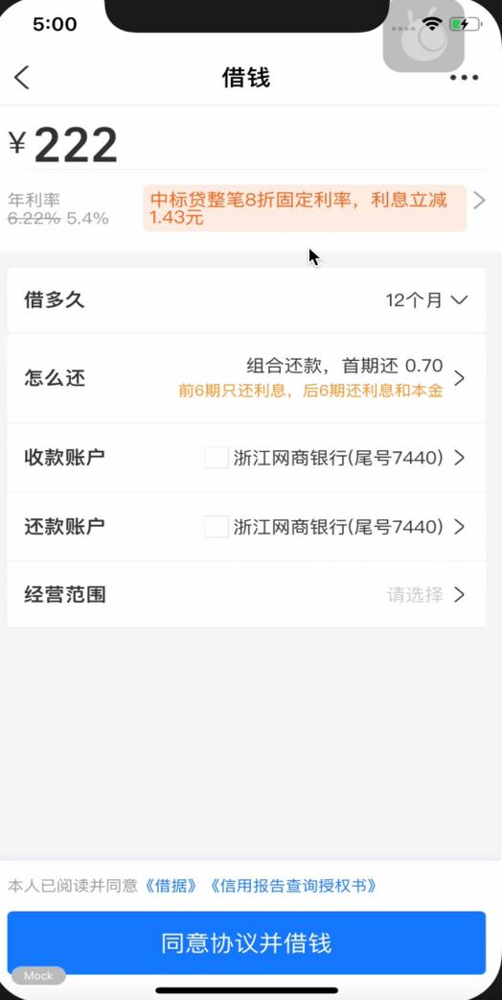 5:00
借钱
¥222
年利率
6.22% 5.4%
中标贷整笔8折固定利率，利息立减
1.43元
借多久
12个月
怎么还
组合还款，首期还 0.70
前6期只还利息，后6期还利息和本金
收款账户
浙江网商银行(尾号7440)
还款账户
浙江网商银行(尾号7440)
经营范围
请选择
本人已阅读并同意《借据》《信用报告查询授权书》
同意协议并借钱
Mock